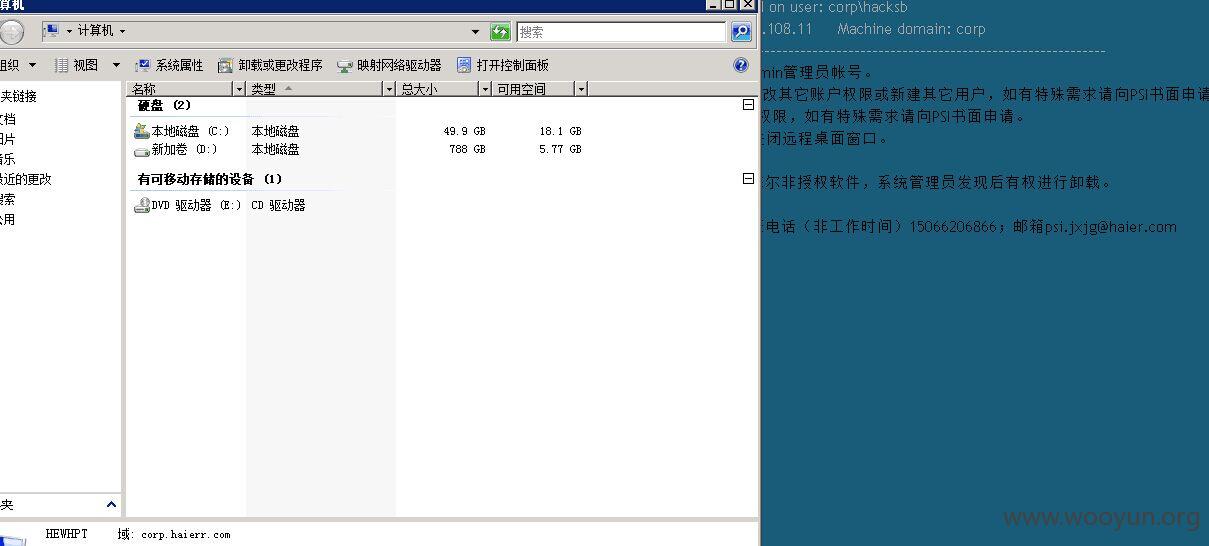 算机
计算机
搜索
组织 视图 系统属性 卸载或更改程序 映射网络驱动器 打开控制面板
夹链接
文档
图片
音乐
最近的更改
搜索
公用
夹
名称 类型 总大小 可用空间
硬盘 (2)
本地磁盘 (C:) 本地磁盘 49.9 GB 18.1 GB
新加卷 (D:) 本地磁盘 788 GB 5.77 GB
有可移动存储的设备 (1)
DVD 驱动器 (E:) CD 驱动器
HEWHPT 域: corp.haierr.com
on user: corp\hacksb
.108.11 Machine domain: corp
min管理员帐号。
改其它账户权限或新建其它用户，如有特殊需求请向PSI书面申请
权限，如有特殊需求请向PSI书面申请。
闭远程桌面窗口。
尔非授权软件，系统管理员发现后有权进行卸载。
电话（非工作时间）15066206866；邮箱psi.jxjg@haier.com
www.wooyun.org